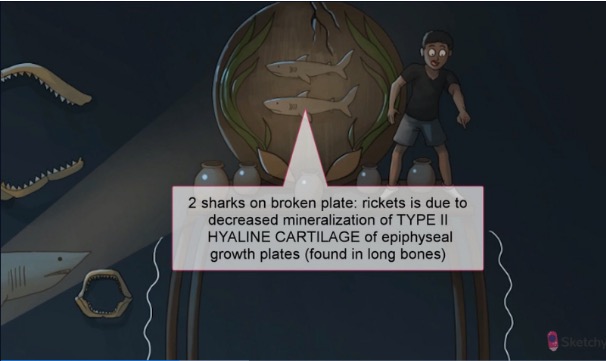 2 sharks on broken plate: rickets is due to
decreased mineralization of TYPE II
HYALINE CARTILAGE of epiphyseal
growth plates (found in long bones)
Sketchy